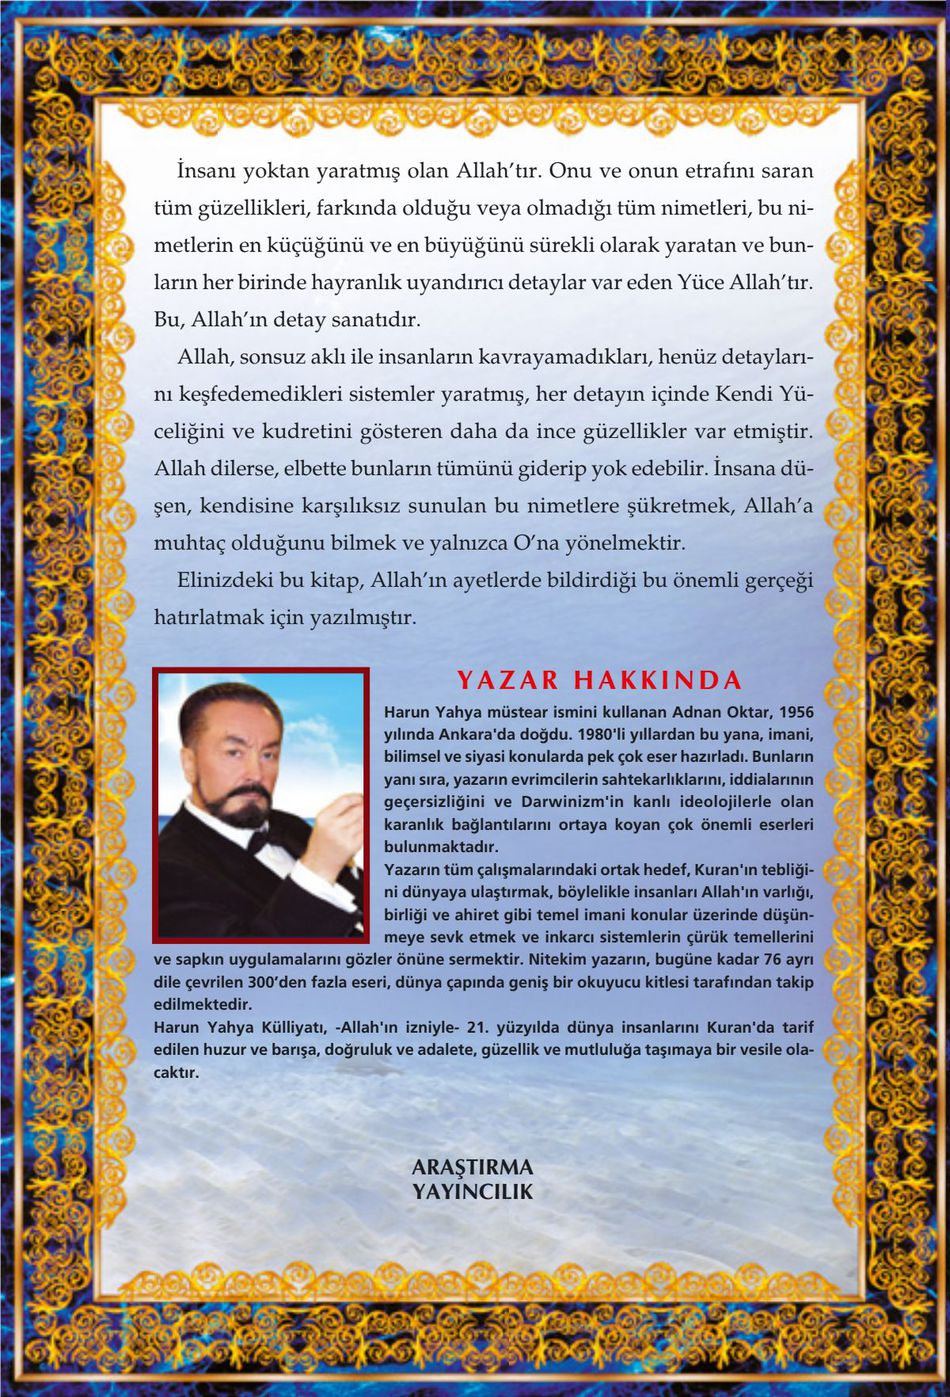 İnsanı yoktan yaratmış olan Allah’tır. Onu ve onun etrafını saran
tüm güzellikleri, farkında olduğu veya olmadığı tüm nimetleri, bu ni-
metlerin en küçüğünü ve en büyüğünü sürekli olarak yaratan ve bun-
ların her birinde hayranlık uyandırıcı detaylar var eden Yüce Allah’tır.
Bu, Allah’ın detay sanatıdır.
Allah, sonsuz aklı ile insanların kavrayamadıkları, henüz detayları-
nı keşfedemedikleri sistemler yaratmış, her detayın içinde Kendi Yü-
celiğini ve kudretini gösteren daha da ince güzellikler var etmiştir.
Allah dilerse, elbette bunların tümünü giderip yok edebilir. İnsana dü-
şen, kendisine karşılıksız sunulan bu nimetlere şükretmek, Allah’a
muhtaç olduğunu bilmek ve yalnızca O’na yönelmektir.
Elinizdeki bu kitap, Allah’ın ayetlerde bildirdiği bu önemli gerçeği
hatırlatmak için yazılmıştır.
YAZAR HAKKINDA
Harun Yahya müstear ismini kullanan Adnan Oktar, 1956
yılında Ankara'da doğdu. 1980'li yıllardan bu yana, imani,
bilimsel ve siyasi konularda pek çok eser hazırladı. Bunların
yanı sıra, yazarın evrimcilerin sahtekarlıklarını, iddialarının
geçersizliğini ve Darwinizm'in kanlı ideolojilerle olan
karanlık bağlantılarını ortaya koyan çok önemli eserleri
bulunmaktadır.
Yazarın tüm çalışmalarındaki ortak hedef, Kuran'ın tebliği-
ni dünyaya ulaştırmak, böylelikle insanları Allah'ın varlığı,
birliği ve ahiret gibi temel imani konular üzerinde düşün-
meye sevk etmek ve inkarcı sistemlerin çürük temellerini
ve sapkın uygulamalarını gözler önüne sermektir. Nitekim yazarın, bugüne kadar 76 ayrı
dile çevrilen 300’den fazla eseri, dünya çapında geniş bir okuyucu kitlesi tarafından takip
edilmektedir.
Harun Yahya Külliyatı, -Allah'ın izniyle- 21. yüzyılda dünya insanlarını Kuran'da tarif
edilen huzur ve barışa, doğruluk ve adalete, güzellik ve mutluluğa taşımaya bir vesile ola-
caktır.
ARAŞTIRMA
YAYINCILIK